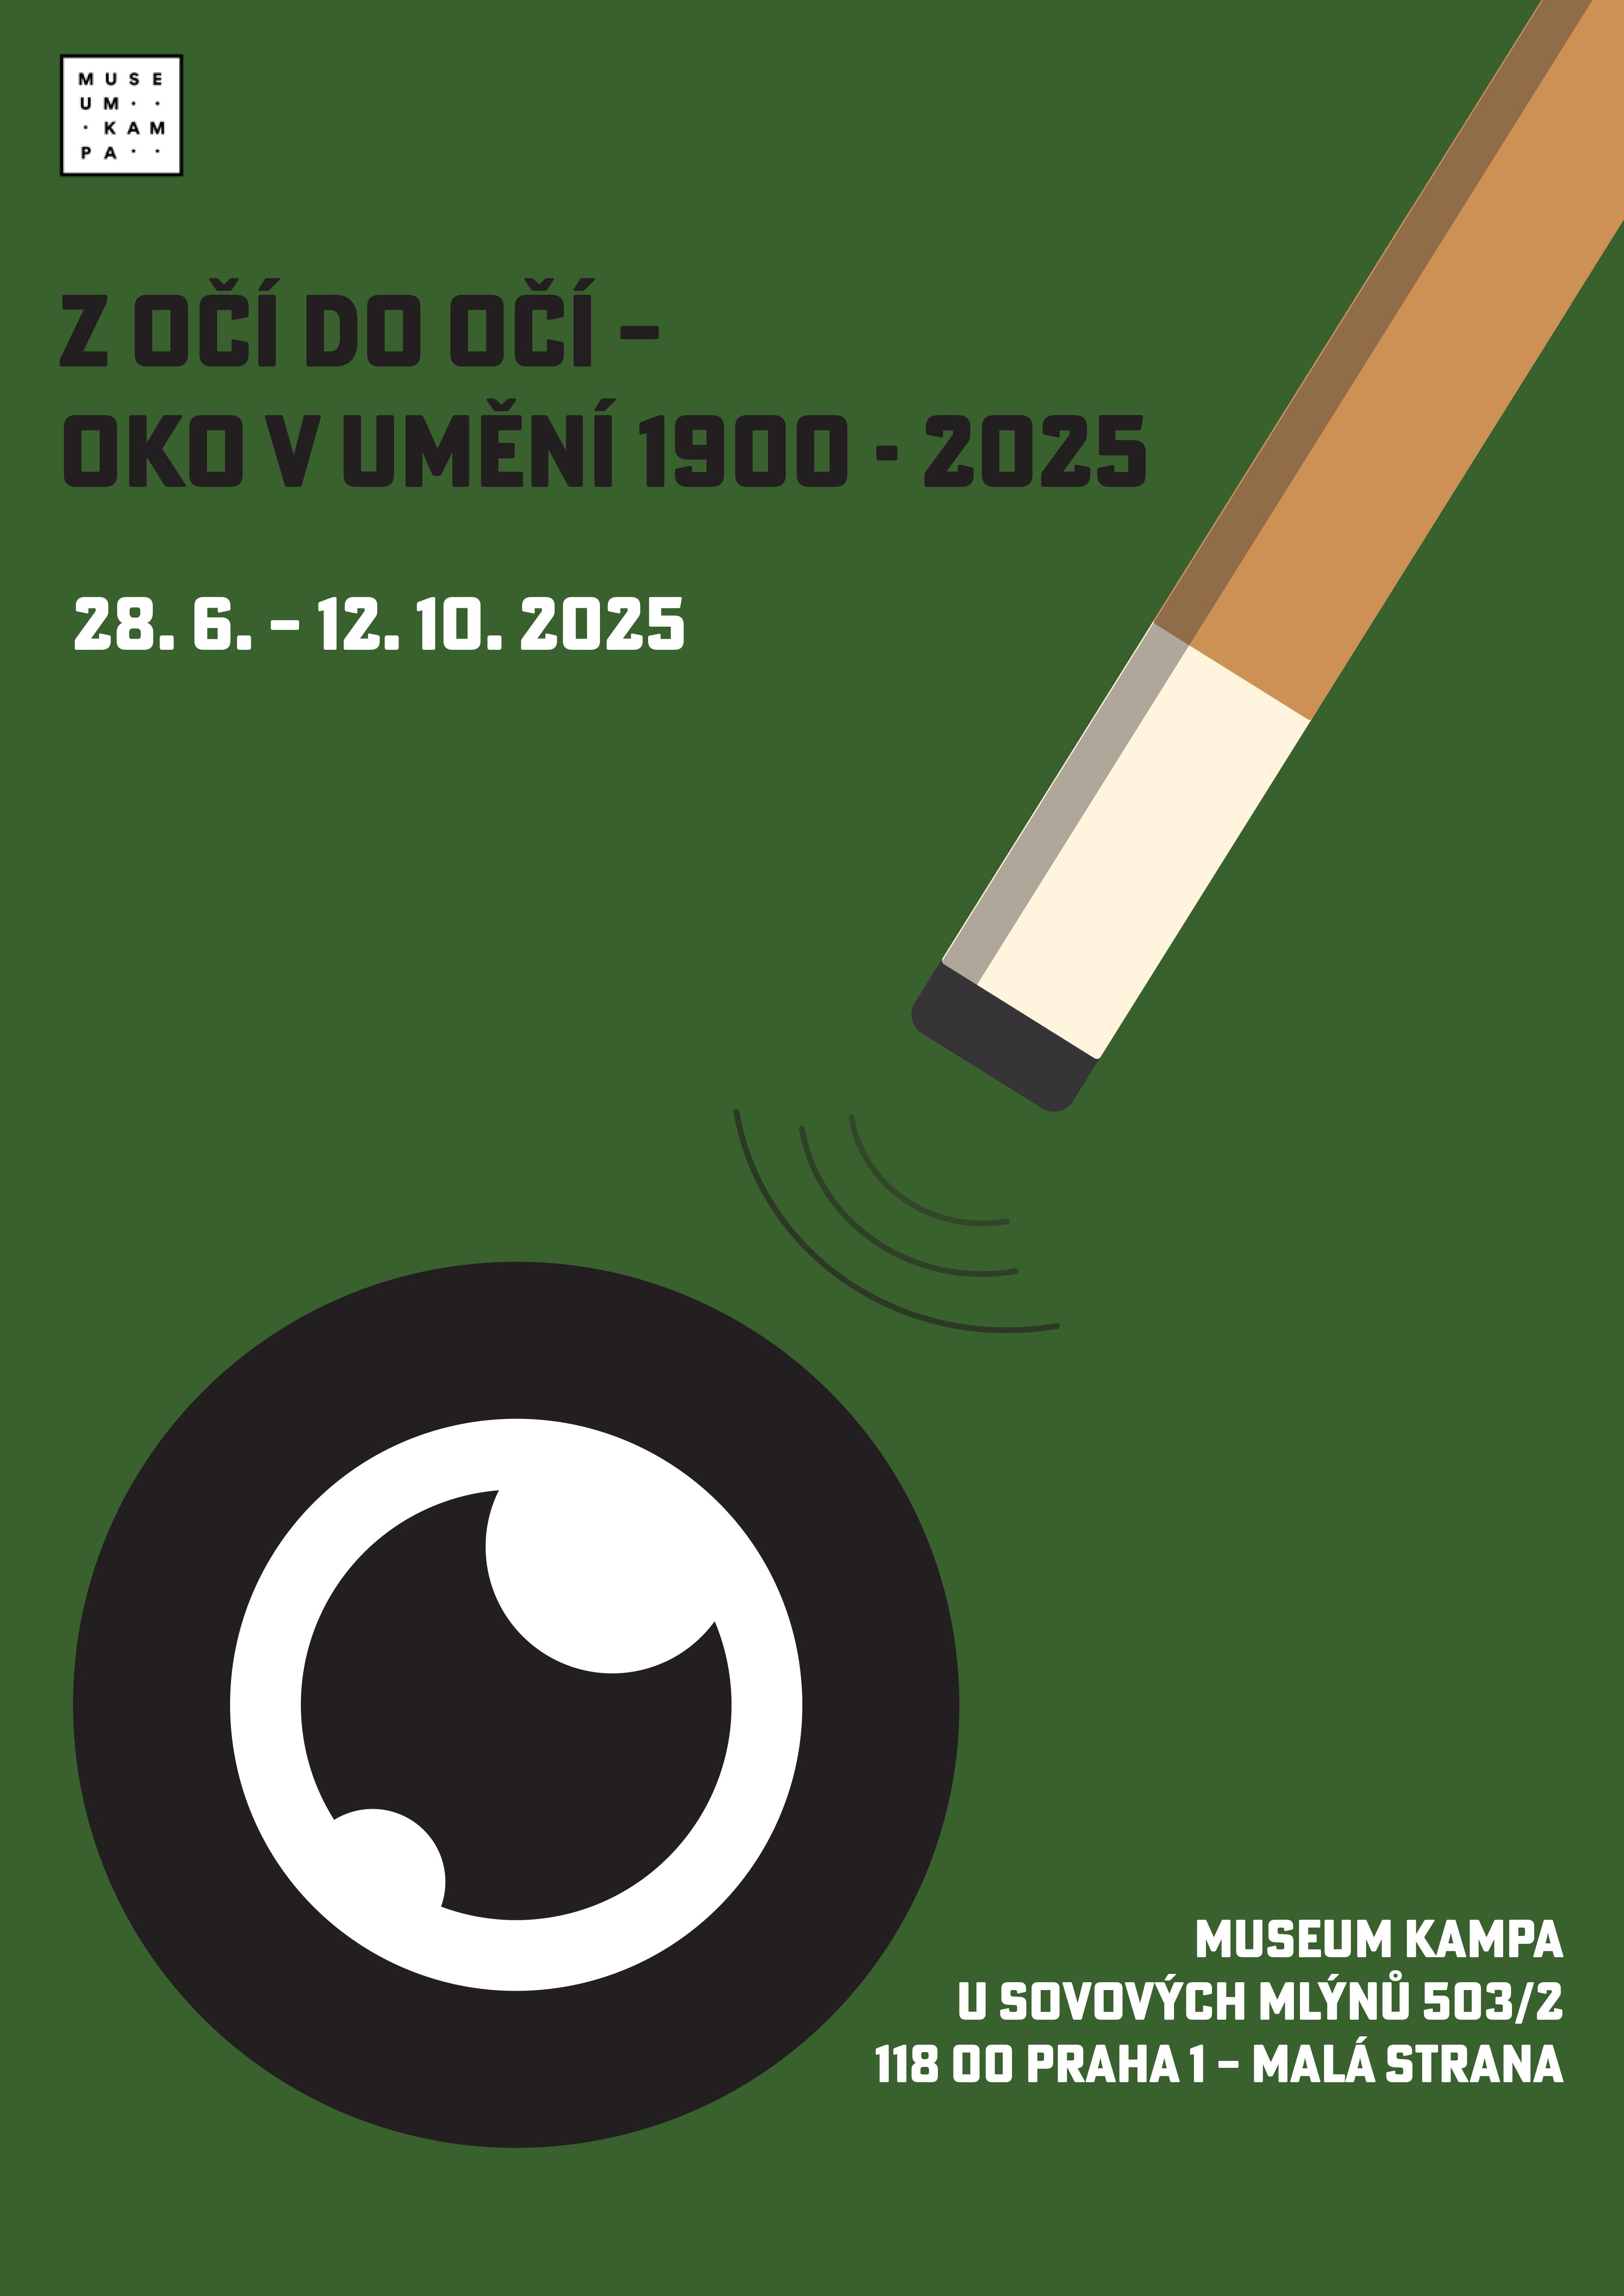 MUSE
UM··
·KAM
PA··
Z OČÍ DO OČÍ –
OKO V UMĚNÍ 1900 - 2025
28. 6. – 12. 10. 2025
MUSEUM KAMPA
U SOVOVÝCH MLÝNŮ 503/2
118 00 PRAHA 1 – MALÁ STRANA